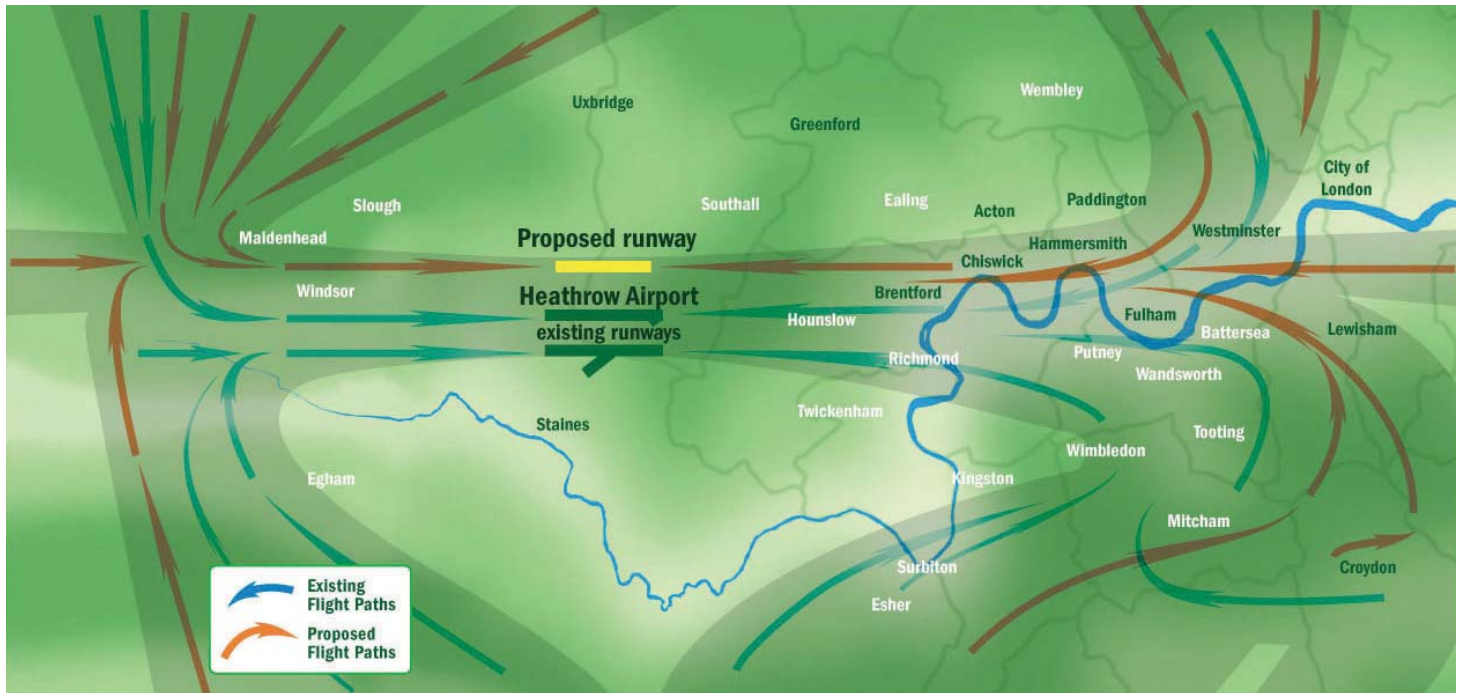 Wembley
Uxbridge
Greenford
City of
London
Slough
Southall
Ealing
Acton
Paddington
Maidenhead
Proposed runway
Hammersmith
Westminster
Chiswick
Windsor
Heathrow Airport
existing runways
Brentford
Hounslow
Fulham
Battersea
Lewisham
Richmond
Putney
Wandsworth
Twickenham
Staines
Tooting
Wimbledon
Egham
Kingston
Mitcham
Surbiton
Croydon
Esher
Existing
Flight Paths
Proposed
Flight Paths